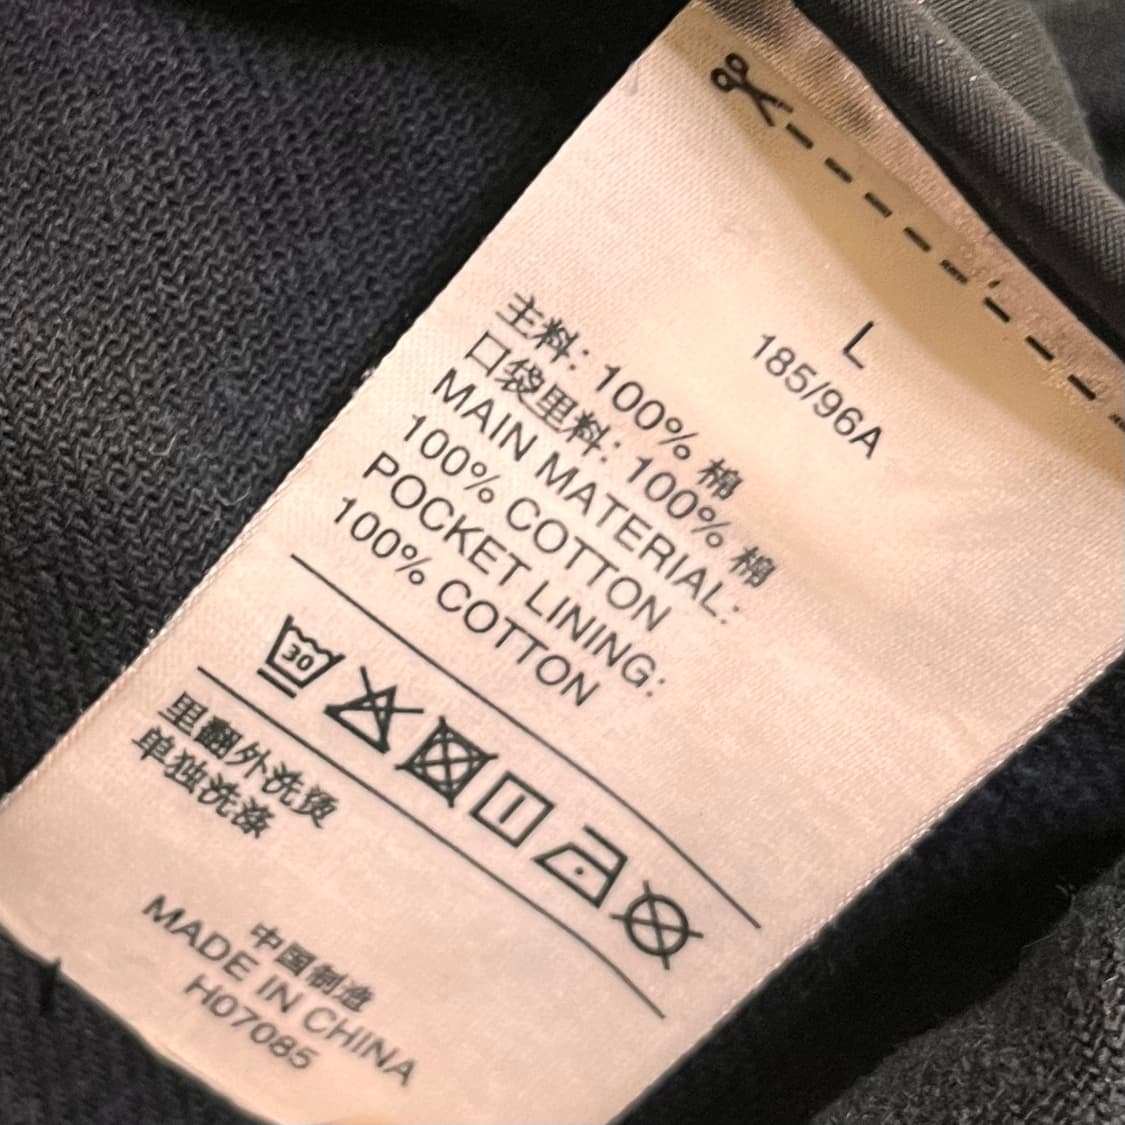 L
185/96A
主料: 100% 棉
口袋里料: 100% 棉
MAIN MATERIAL:
100% COTTON
POCKET LINING:
100% COTTON
30
里翻外洗烫
单独洗涤
中国制造
MADE IN CHINA
H07085